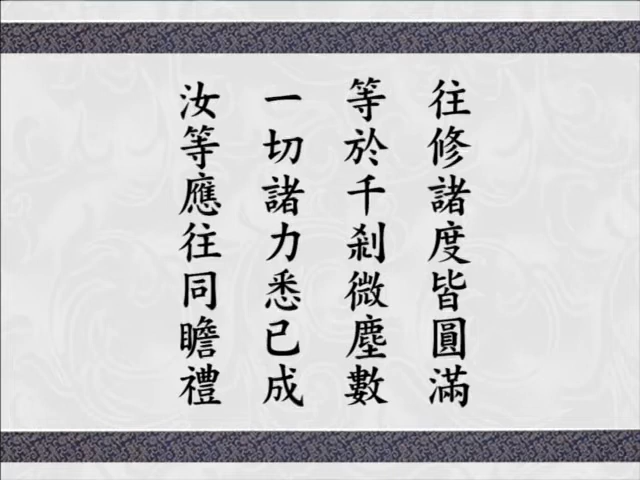 往修諸度皆圓滿
等於千剎微塵數
一切諸力悉已成
汝等應往同瞻禮